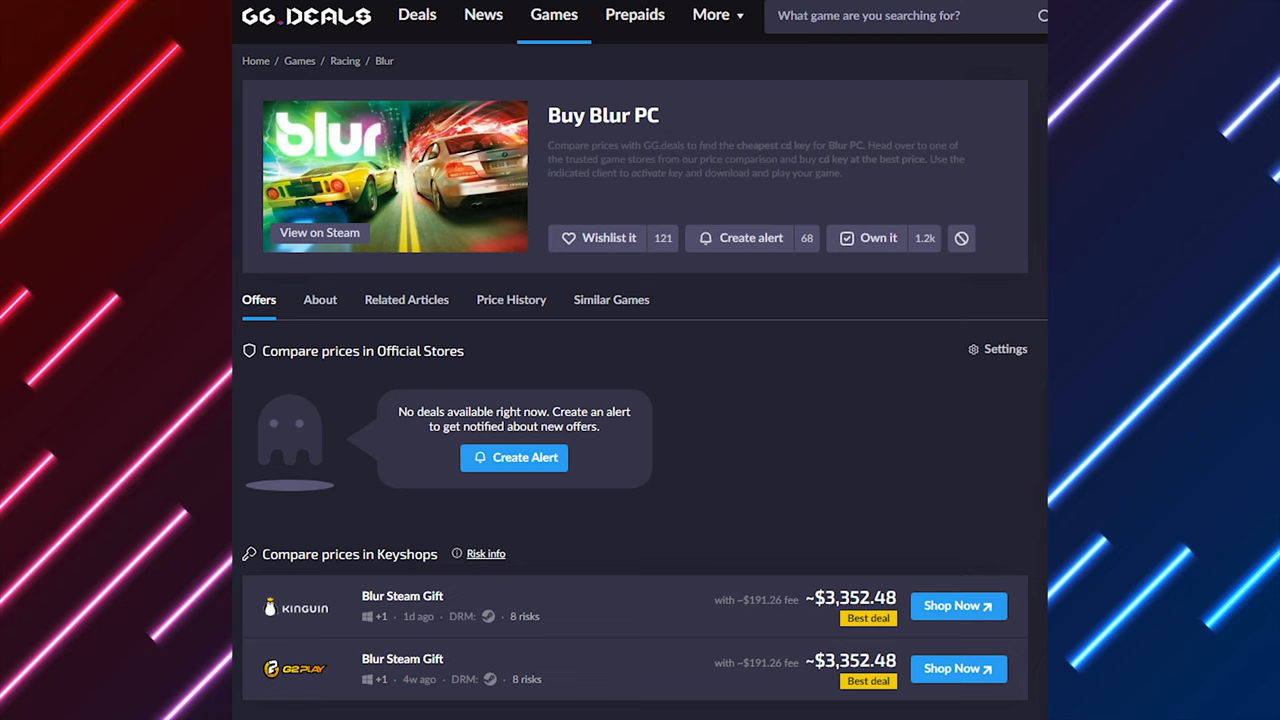 GG.DEALS Deals News Games Prepaids More What game are you searching for?
Home / Games / Racing / Blur
blur
View on Steam
Buy Blur PC
Compare prices with GG.deals to find the cheapest cd key for Blur PC. Head over to one of
the trusted game stores from our price comparison and buy cd key at the best price. Use the
indicated client to activate key and download and play your game.
Wishlist it 121 Create alert 68 Own it 1.2k
Offers About Related Articles Price History Similar Games
Compare prices in Official Stores Settings
No deals available right now. Create an alert
to get notified about new offers.
Create Alert
Compare prices in Keyshops Risk info
KINGUIN
Blur Steam Gift
+1 · 1d ago · DRM: · 8 risks
with ~$191.26 fee ~$3,352.48
Best deal
Shop Now
G2PLAY
Blur Steam Gift
+1 · 4w ago · DRM: · 8 risks
with ~$191.26 fee ~$3,352.48
Best deal
Shop Now